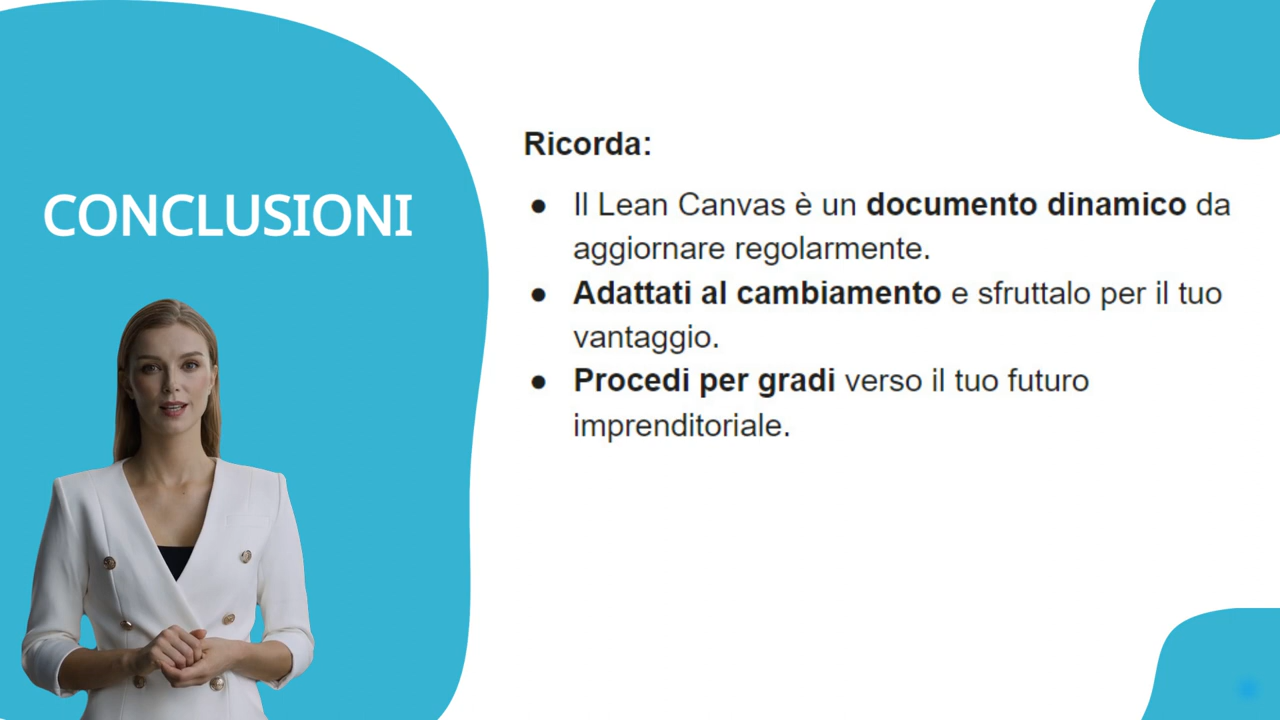 CONCLUSIONI
Ricorda:
● Il Lean Canvas è un documento dinamico da
aggiornare regolarmente.
● Adattati al cambiamento e sfruttalo per il tuo
vantaggio.
● Procedi per gradi verso il tuo futuro
imprenditoriale.